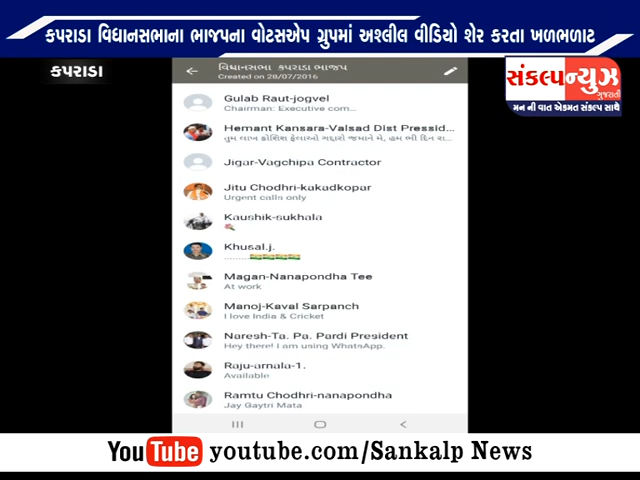 કપરાડા વિધાનસભાના ભાજપના વોટસએપ ગ્રુપમાં અશ્લીલ વીડિયો શેર કરતા ખળભળાટ
કપરાડા
વિધાનસભા કપરાડા ભાજપ
Created on 28/07/2016
સંકલ્પ ન્યુઝ
ગુજરાતી
મન ની વાત એકમત સંકલ્પ સાથે
Gulab Raut-jogvel
Chairman: Executive com...
Hemant Kansara-Valsad Dist Pressid...
તુમ લાખ કોશિશ ફેલાઓ ગદ્દારો જમાને મે, હમ ભી દિન રા...
Jigar-Vagchipa Contractor
Jitu Chodhri-kakadkopar
Urgent calls only
Kaushik-sukhala
Khusal.j.
.........
Magan-Nanapondha Tee
At work
Manoj-Kaval Sarpanch
I love India & Cricket
Naresh-Ta. Pa. Pardi President
Hey there! I am using WhatsApp.
Raju-arnala-1.
Available
Ramtu Chodhri-nanapondha
Jay Gaytri Mata
YouTube youtube.com/Sankalp News